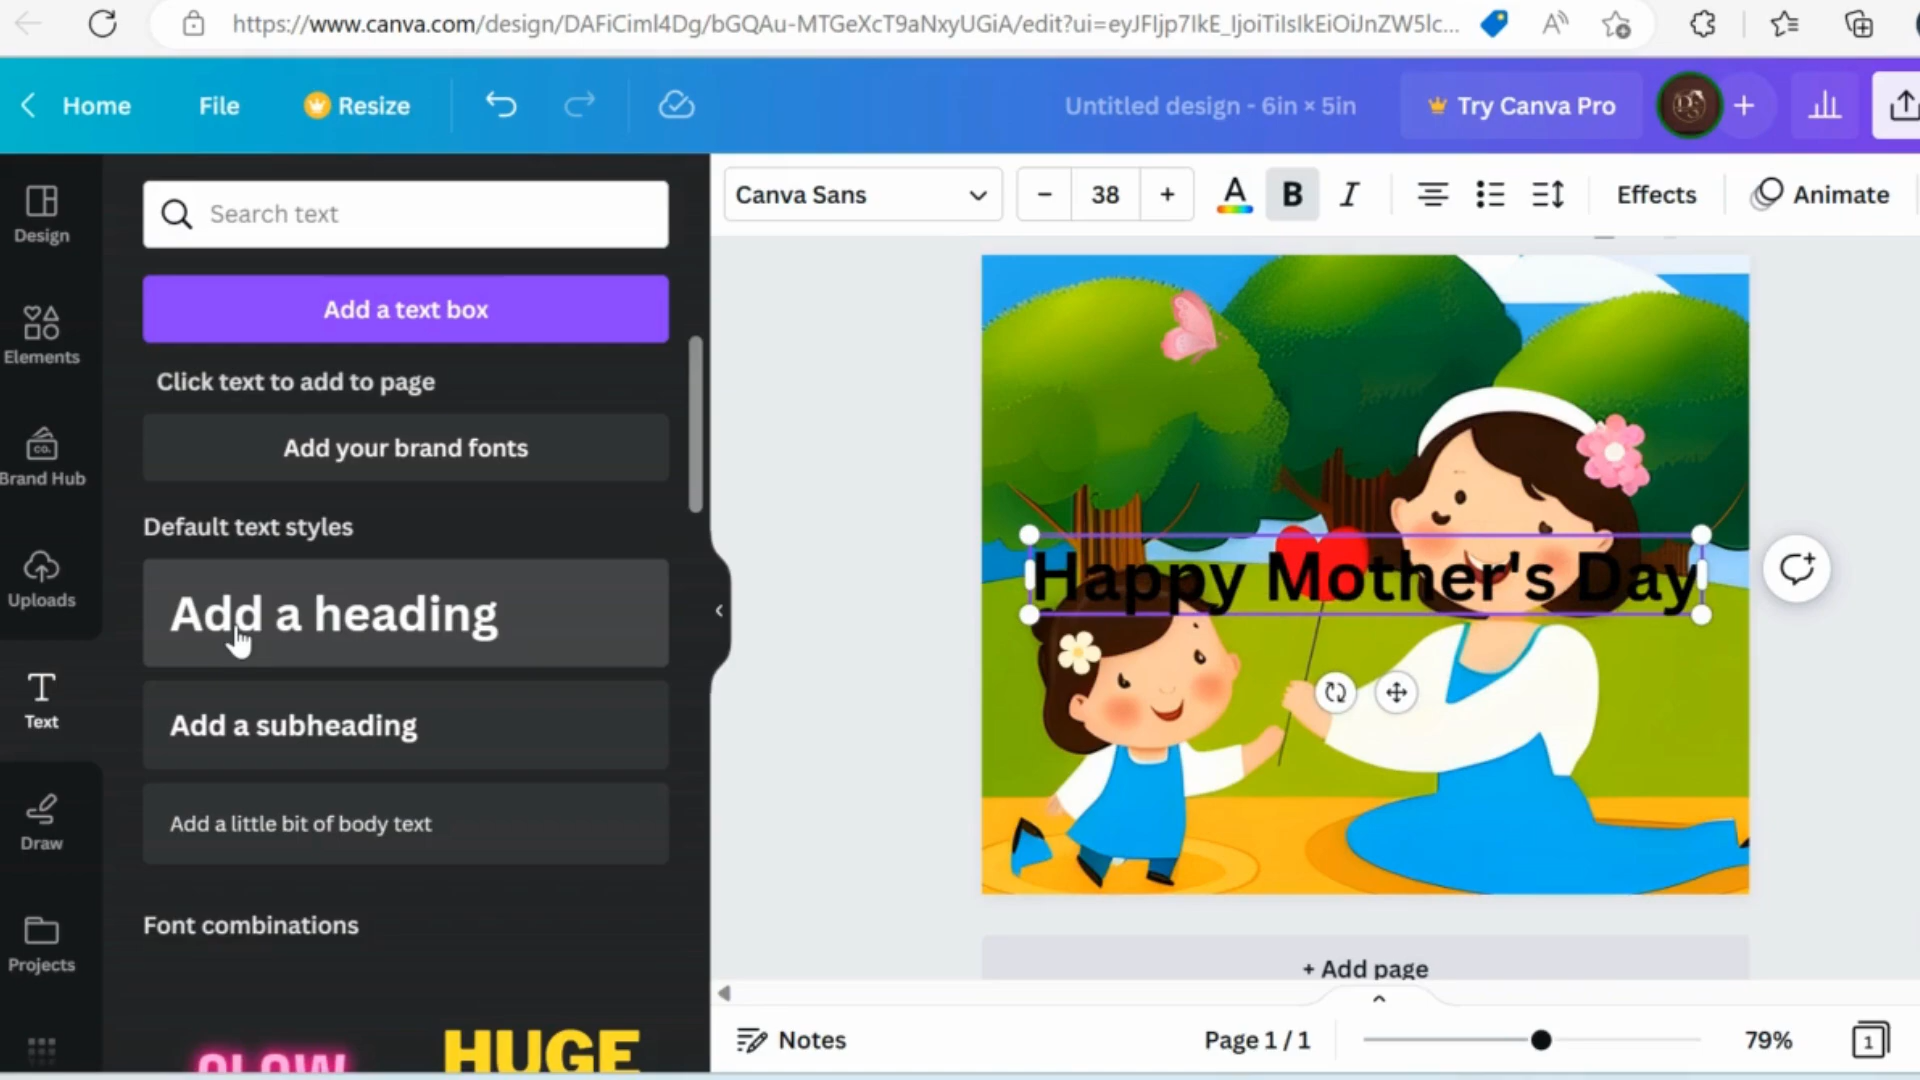 https://www.canva.com/design/DAFiCiml4Dg/bGQAu-MTGeXcT9aNxyUGiA/edit?ui=eyJFIjp7IkE_IjoiTiIsIkEiOiJnZW5lc...
Home File Resize Untitled design - 6in × 5in Try Canva Pro
Canva Sans 38 A B I Effects Animate
Design
Elements
Brand Hub
Uploads
Text
Draw
Projects
Search text
Add a text box
Click text to add to page
Add your brand fonts
Default text styles
Add a heading
Add a subheading
Add a little bit of body text
Font combinations
GLOW
HUGE
Happy Mother's Day
+ Add page
Notes Page 1 / 1 79% 1